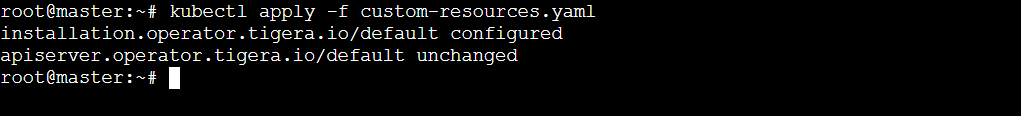 root@master:~# kubectl apply -f custom-resources.yaml
installation.operator.tigera.io/default configured
apiserver.operator.tigera.io/default unchanged
root@master:~#